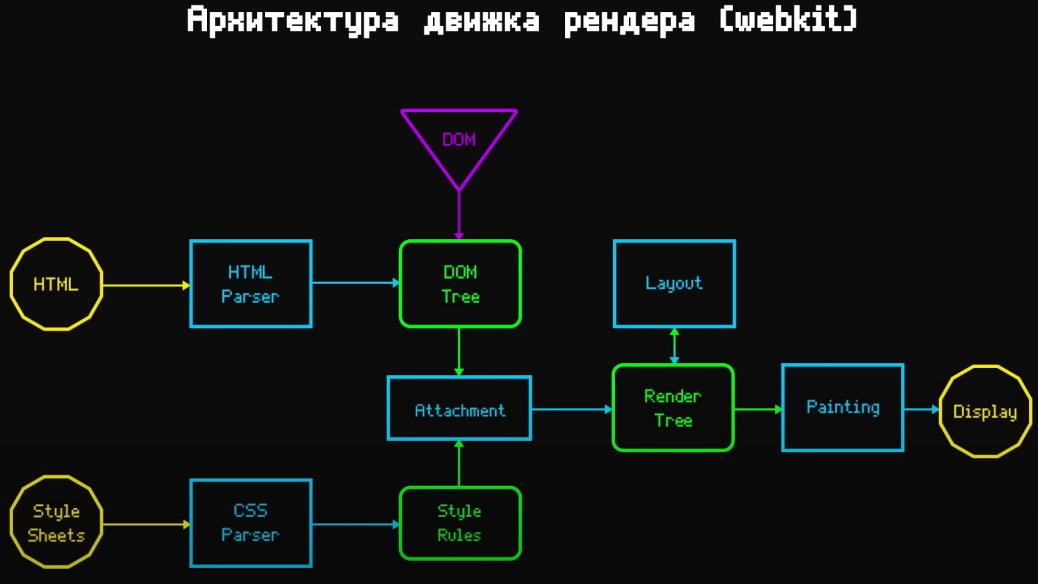 Архитектура движка рендера (webkit)
DOM
HTML
HTML
Parser
DOM
Tree
Layout
Attachment
Render
Tree
Painting
Display
Style
Sheets
CSS
Parser
Style
Rules